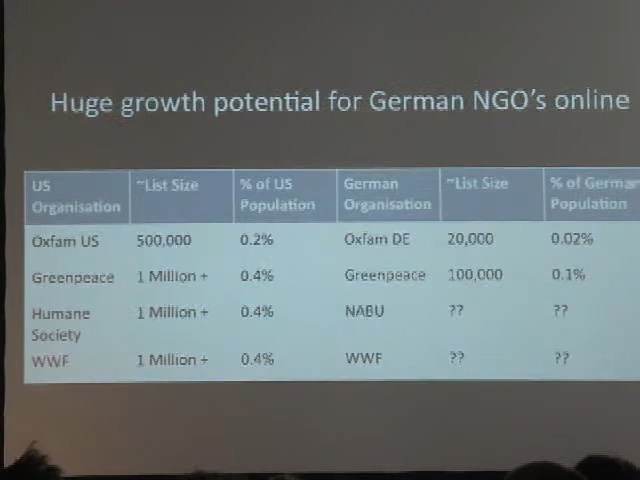 Huge growth potential for German NGO's online
US Organisation ~List Size % of US Population German Organisation ~List Size % of German Population
Oxfam US 500,000 0.2% Oxfam DE 20,000 0.02%
Greenpeace 1 Million + 0.4% Greenpeace 100,000 0.1%
Humane Society 1 Million + 0.4% NABU ?? ??
WWF 1 Million + 0.4% WWF ?? ??